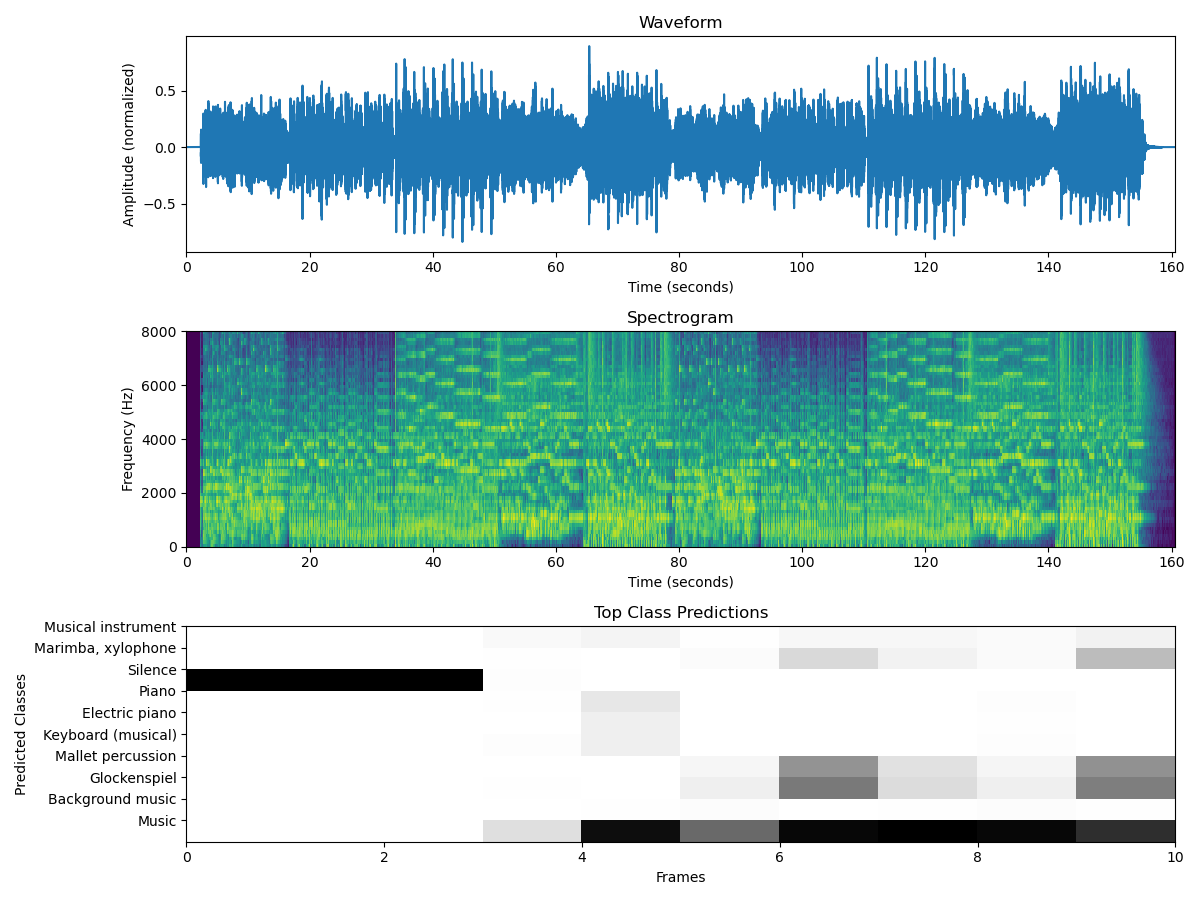 Waveform
Amplitude (normalized)
0.5
0.0
−0.5
0 20 40 60 80 100 120 140 160
Time (seconds)
Spectrogram
Frequency (Hz)
8000
6000
4000
2000
0
0 20 40 60 80 100 120 140 160
Time (seconds)
Top Class Predictions
Predicted Classes
Musical instrument
Marimba, xylophone
Silence
Piano
Electric piano
Keyboard (musical)
Mallet percussion
Glockenspiel
Background music
Music
0 2 4 6 8 10
Frames